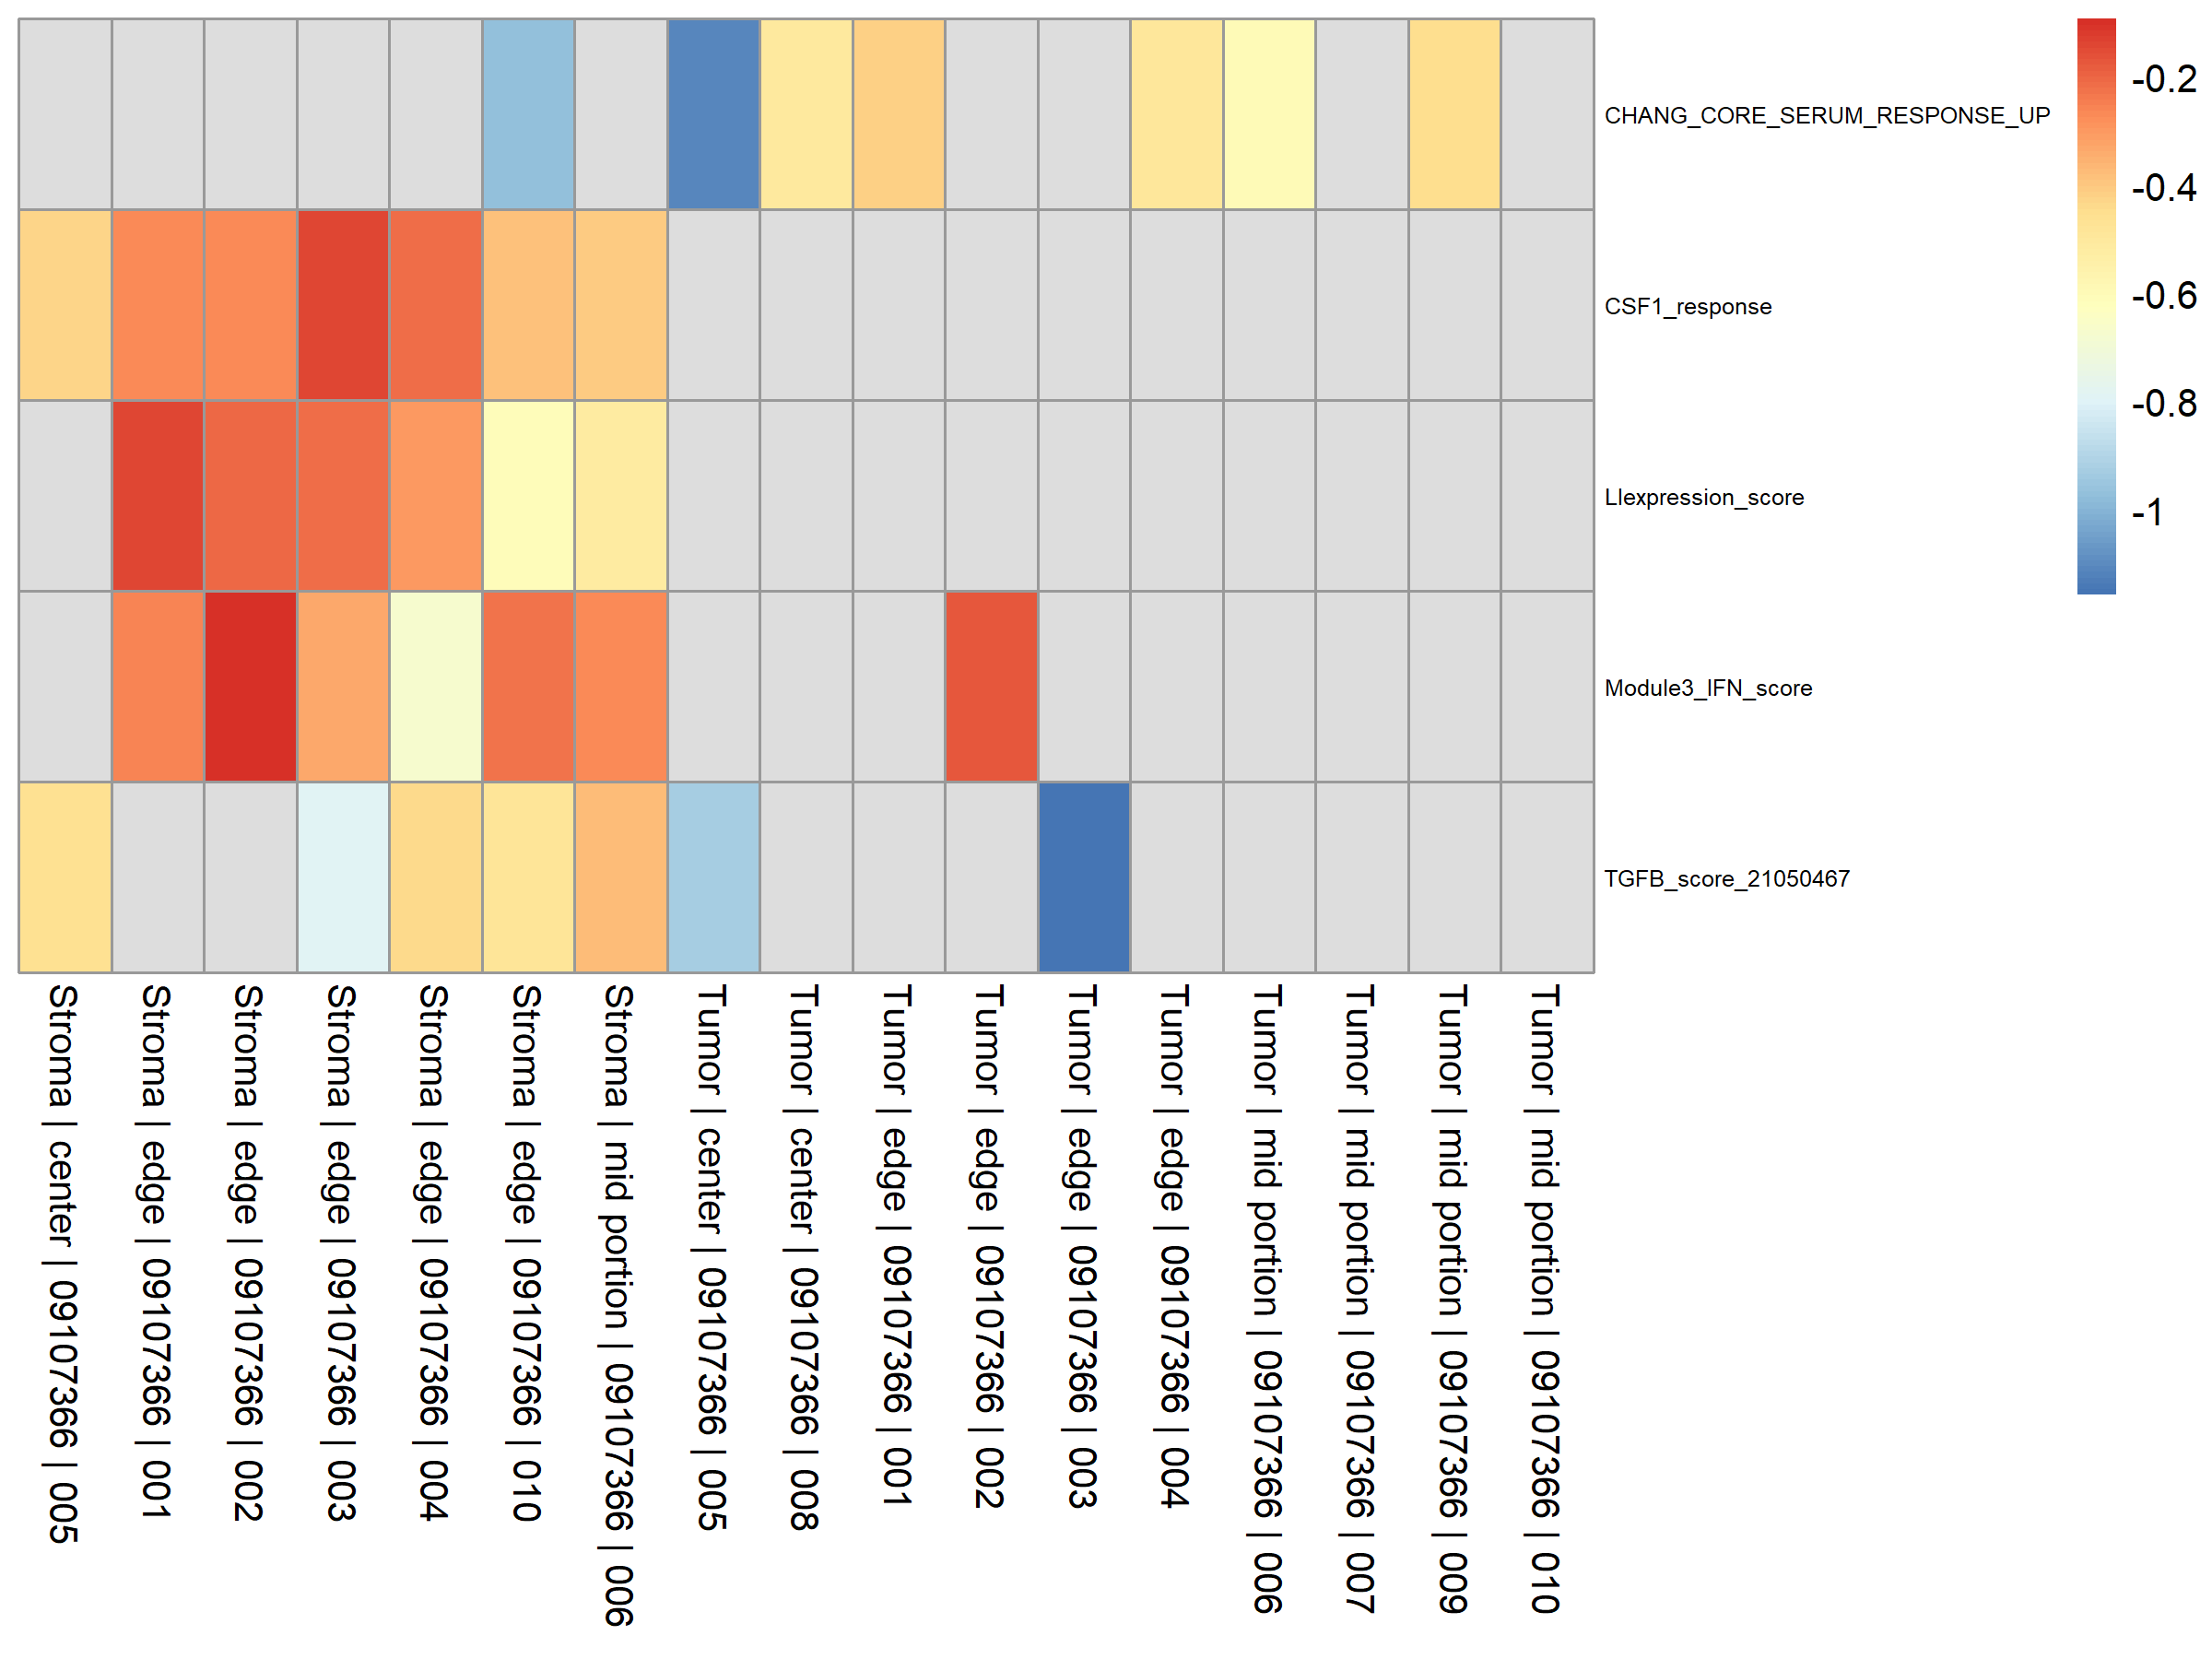 -0.2
CHANG_CORE_SERUM_RESPONSE_UP
-0.4
CSF1_response
-0.6
-0.8
LIexpression_score
-1
Module3_IFN_score
TGFB_score_21050467
Stroma | center | 09107366 | 005
Stroma | edge | 09107366 | 001
Stroma | edge | 09107366 | 002
Stroma | edge | 09107366 | 003
Stroma | edge | 09107366 | 004
Stroma | edge | 09107366 | 010
Stroma | mid portion | 09107366 | 006
Tumor | center | 09107366 | 005
Tumor | center | 09107366 | 008
Tumor | edge | 09107366 | 001
Tumor | edge | 09107366 | 002
Tumor | edge | 09107366 | 003
Tumor | edge | 09107366 | 004
Tumor | mid portion | 09107366 | 006
Tumor | mid portion | 09107366 | 007
Tumor | mid portion | 09107366 | 009
Tumor | mid portion | 09107366 | 010